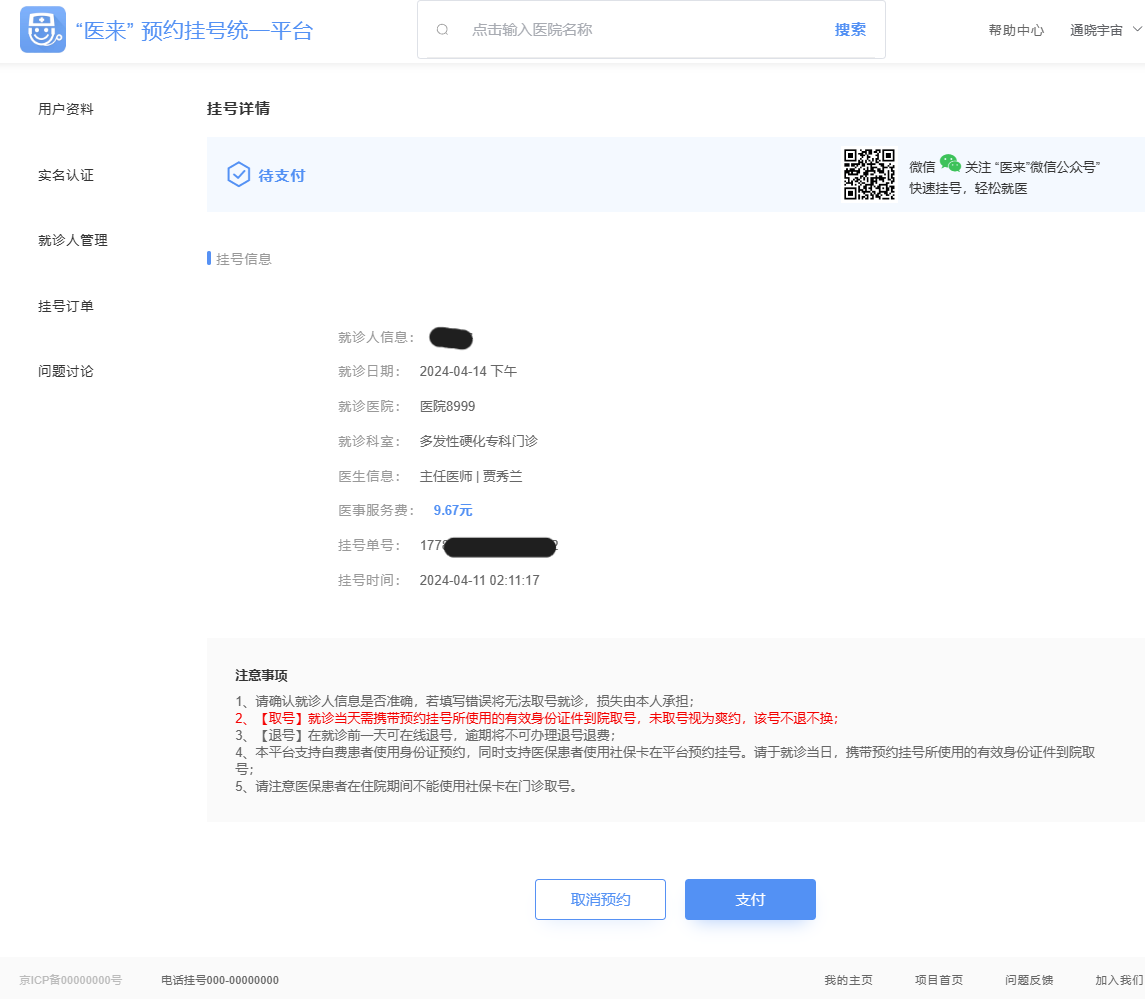 “医来” 预约挂号统一平台
点击输入医院名称
搜索
帮助中心
通晓宇宙
用户资料
实名认证
就诊人管理
挂号订单
问题讨论
挂号详情
待支付
微信 关注 “医来”微信公众号”
快速挂号，轻松就医
挂号信息
就诊人信息：
就诊日期： 2024-04-14 下午
就诊医院： 医院8999
就诊科室： 多发性硬化专科门诊
医生信息： 主任医师 | 贾秀兰
医事服务费： 9.67元
挂号单号： 177
挂号时间： 2024-04-11 02:11:17
注意事项
1、请确认就诊人信息是否准确，若填写错误将无法取号就诊，损失由本人承担；
2、【取号】就诊当天需携带预约挂号所使用的有效身份证件到院取号，未取号视为爽约，该号不退不换；
3、【退号】在就诊前一天可在线退号，逾期将不可办理退号退费；
4、本平台支持自费患者使用身份证预约，同时支持医保患者使用社保卡在平台预约挂号。请于就诊当日，携带预约挂号所使用的有效身份证件到院取
号；
5、请注意医保患者在住院期间不能使用社保卡在门诊取号。
取消预约
支付
京ICP备00000000号
电话挂号000-00000000
我的主页
项目首页
问题反馈
加入我们